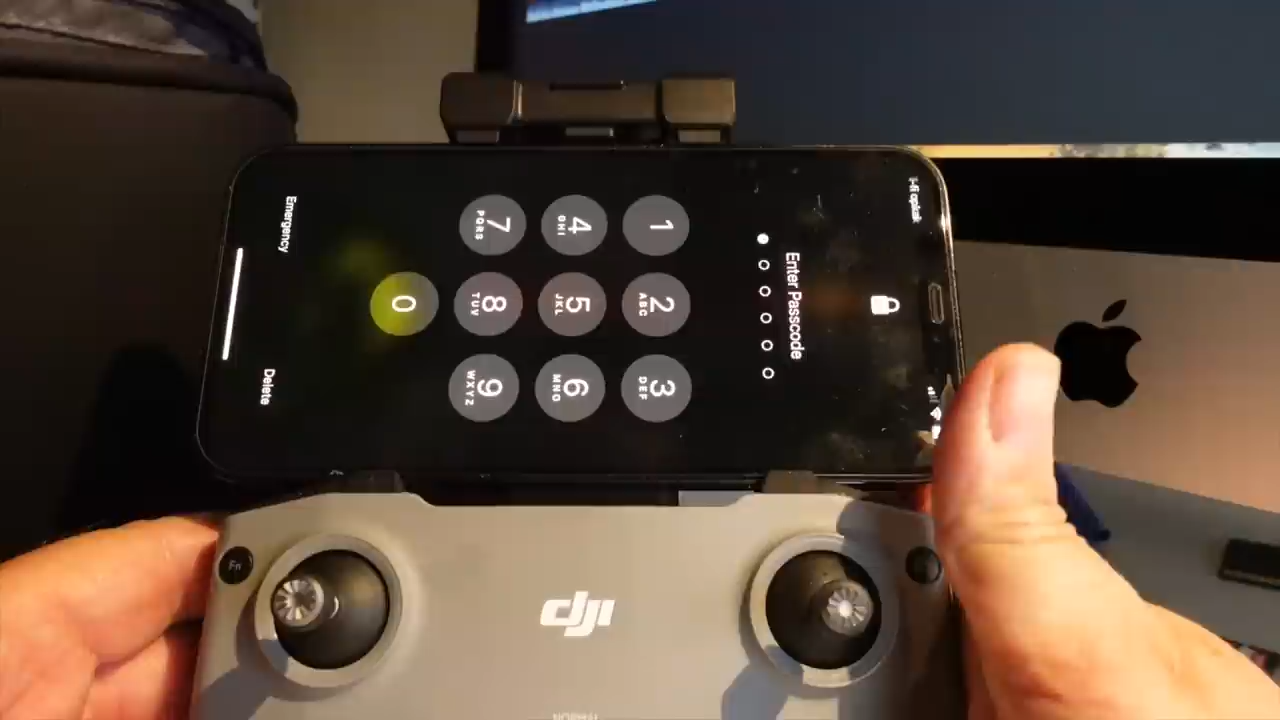 Enter Passcode
1
2
ABC
3
DEF
4
GHI
5
JKL
6
MNO
7
PQRS
8
TUV
9
WXYZ
0
Emergency
Delete
Fn
dji